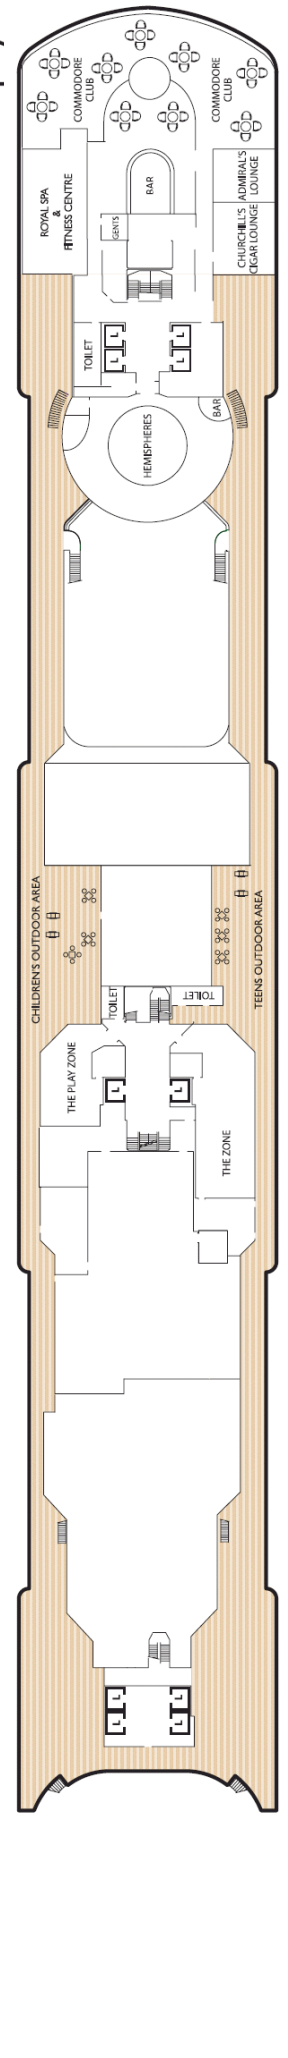 COMMODORE
CLUB
COMMODORE
CLUB
ROYAL SPA
&
FITNESS CENTRE
BAR
GENTS
ADMIRAL'S
LOUNGE
CHURCHILL'S
CIGAR LOUNGE
TOILET
L
L
L
L
HEMISPHERES
BAR
CHILDREN'S OUTDOOR AREA
TEENS OUTDOOR AREA
TOILET
TOILET
THE PLAY ZONE
L
L
THE ZONE
L
L
L
L